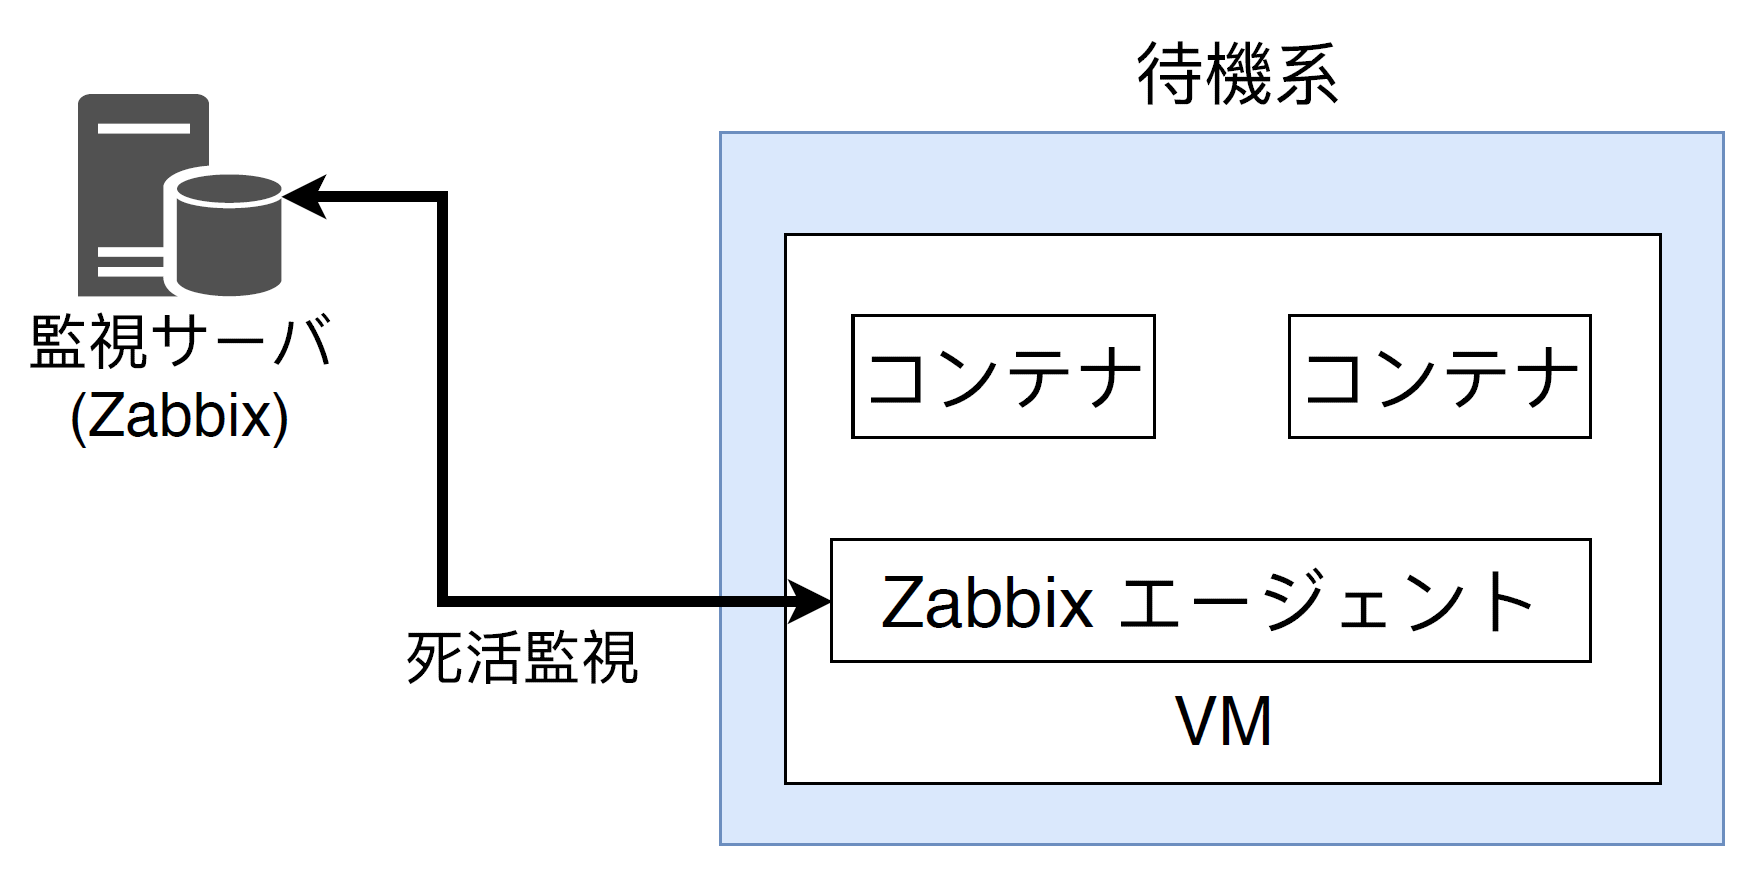 待機系
監視サーバ
(Zabbix)
コンテナ
コンテナ
Zabbix エージェント
死活監視
VM